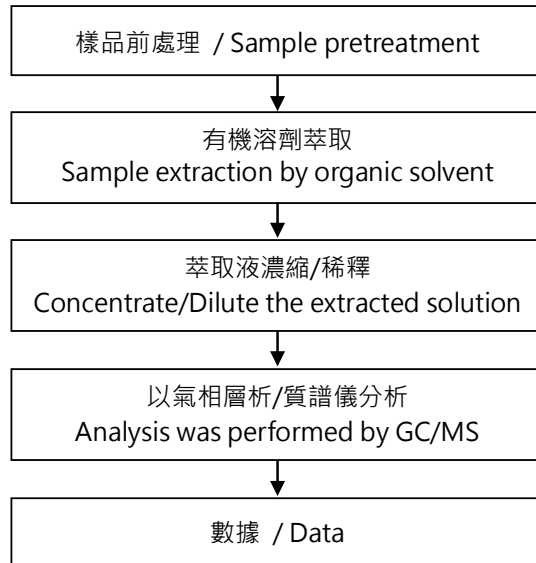 樣品前處理 / Sample pretreatment
有機溶劑萃取
Sample extraction by organic solvent
萃取液濃縮/稀釋
Concentrate/Dilute the extracted solution
以氣相層析/質譜儀分析
Analysis was performed by GC/MS
數據 / Data